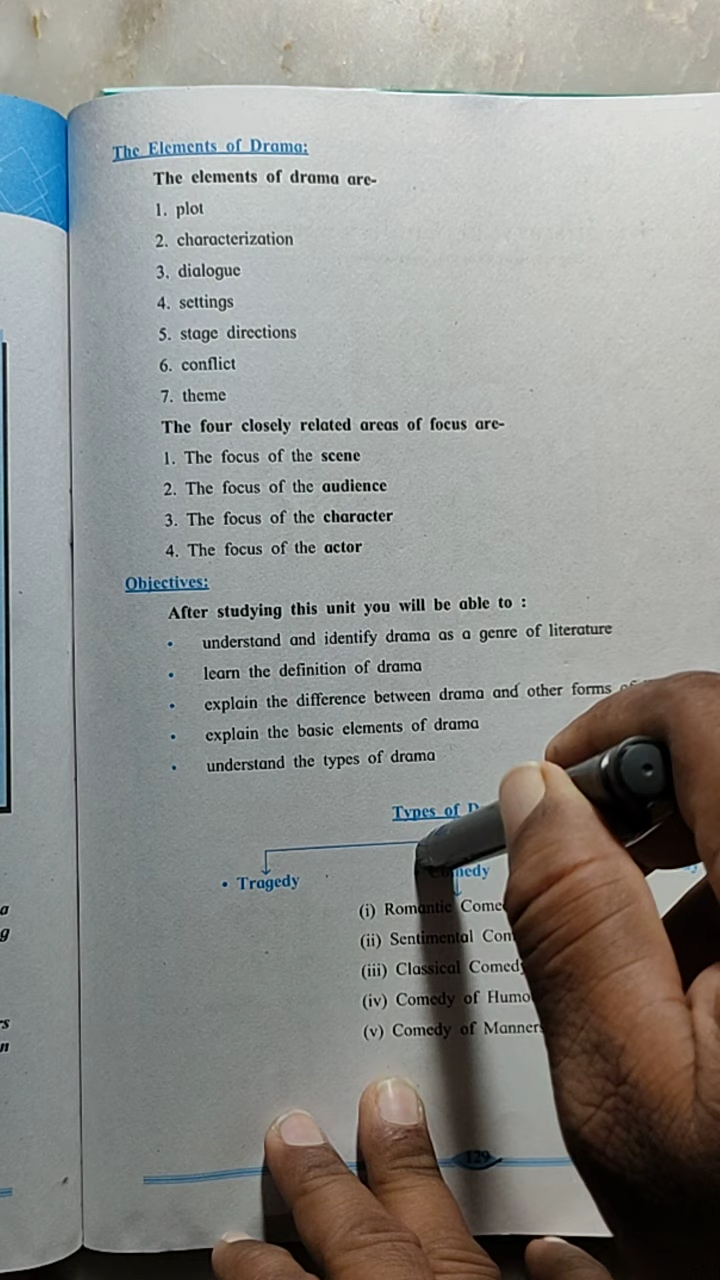 The Elements of Drama:
The elements of drama are-
1. plot
2. characterization
3. dialogue
4. settings
5. stage directions
6. conflict
7. theme
The four closely related areas of focus are-
1. The focus of the scene
2. The focus of the audience
3. The focus of the character
4. The focus of the actor
Objectives:
After studying this unit you will be able to :
• understand and identify drama as a genre of literature
• learn the definition of drama
• explain the difference between drama and other forms
• explain the basic elements of drama
• understand the types of drama
Types of
• Tragedy
(i) Romantic
(ii) Sentimental
(iii) Classical Comedy
(iv) Comedy of
(v) Comedy of Manners
129